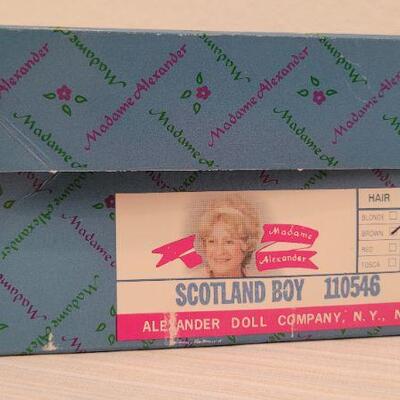 Madame Alexander
Madame Alexander
Madame Alexander
Madame Alexander
Madame Alexander
HAIR
BLONDE
BROWN
RED
TOSCA
Madame
Alexander
SCOTLAND BOY 110546
ALEXANDER DOLL COMPANY, N.Y., N